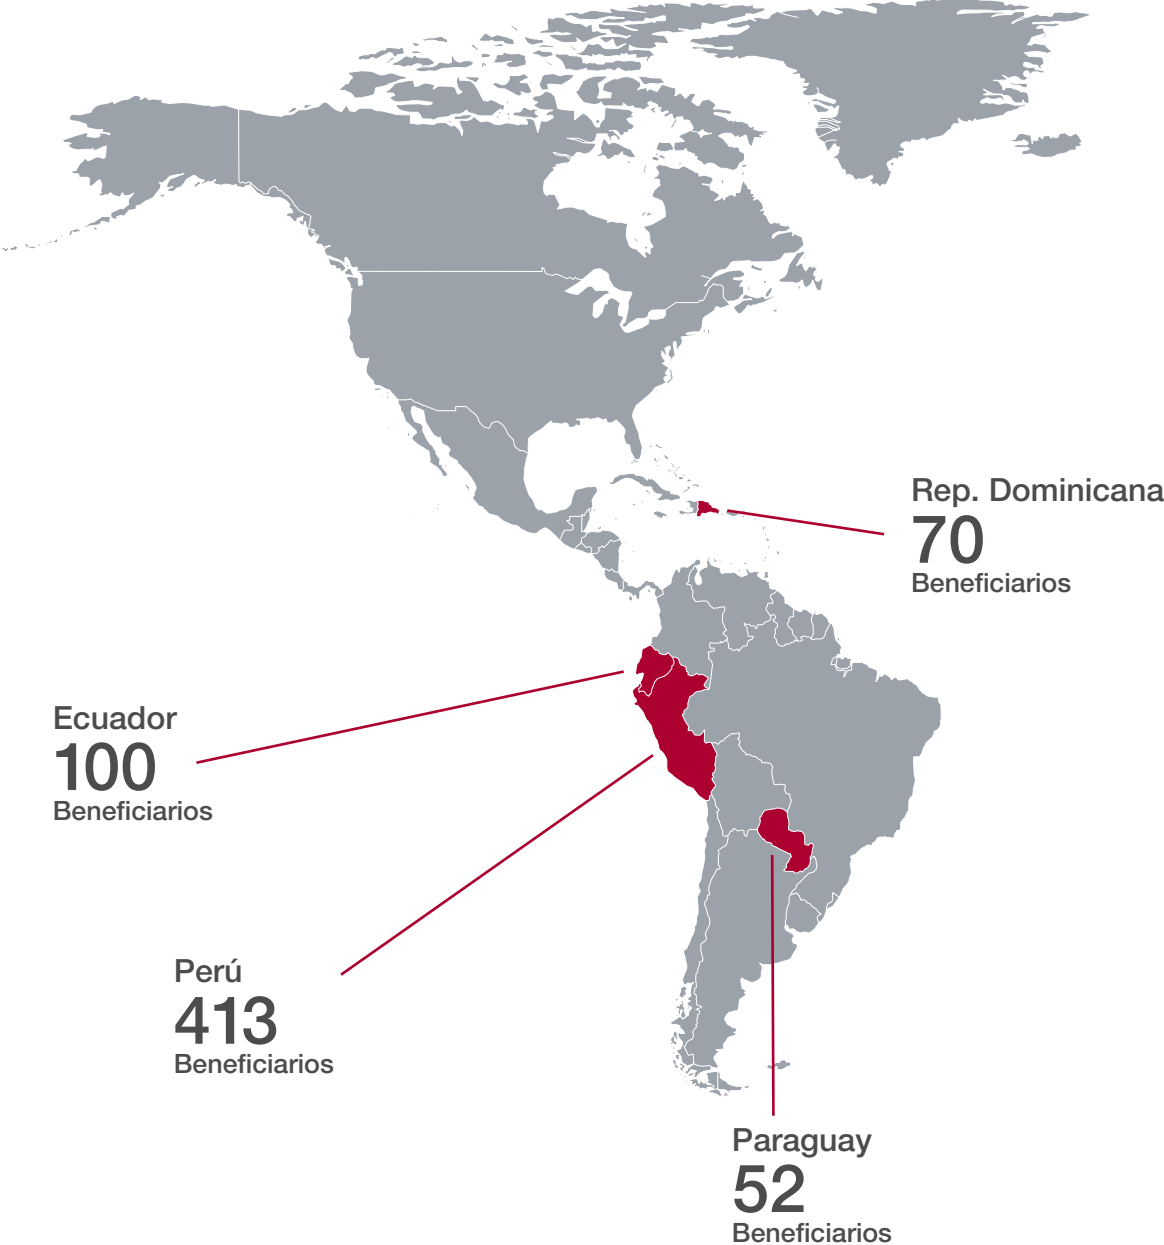 Rep. Dominicana
70
Beneficiarios
Ecuador
100
Beneficiarios
Perú
413
Beneficiarios
Paraguay
52
Beneficiarios